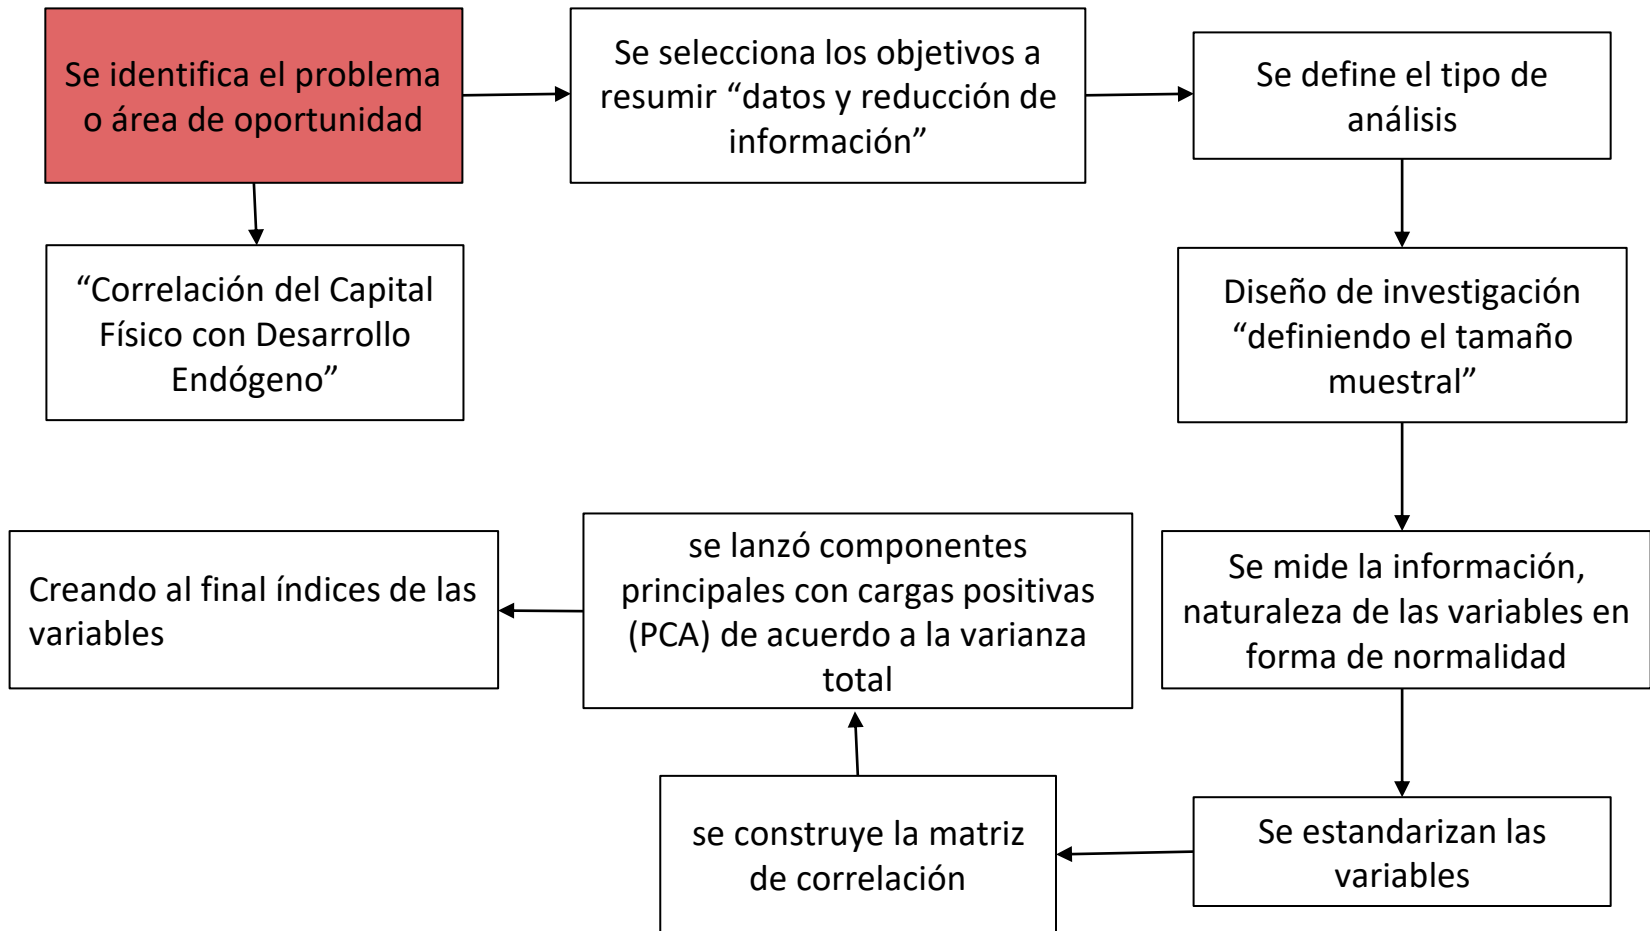 Se identifica el problema
o área de oportunidad
Se selecciona los objetivos a
resumir “datos y reducción de
información”
Se define el tipo de
análisis
“Correlación del Capital
Físico con Desarrollo
Endógeno”
Diseño de investigación
“definiendo el tamaño
muestral”
Se mide la información,
naturaleza de las variables en
forma de normalidad
Se estandarizan las
variables
se construye la matriz
de correlación
se lanzó componentes
principales con cargas positivas
(PCA) de acuerdo a la varianza
total
Creando al final índices de las
variables